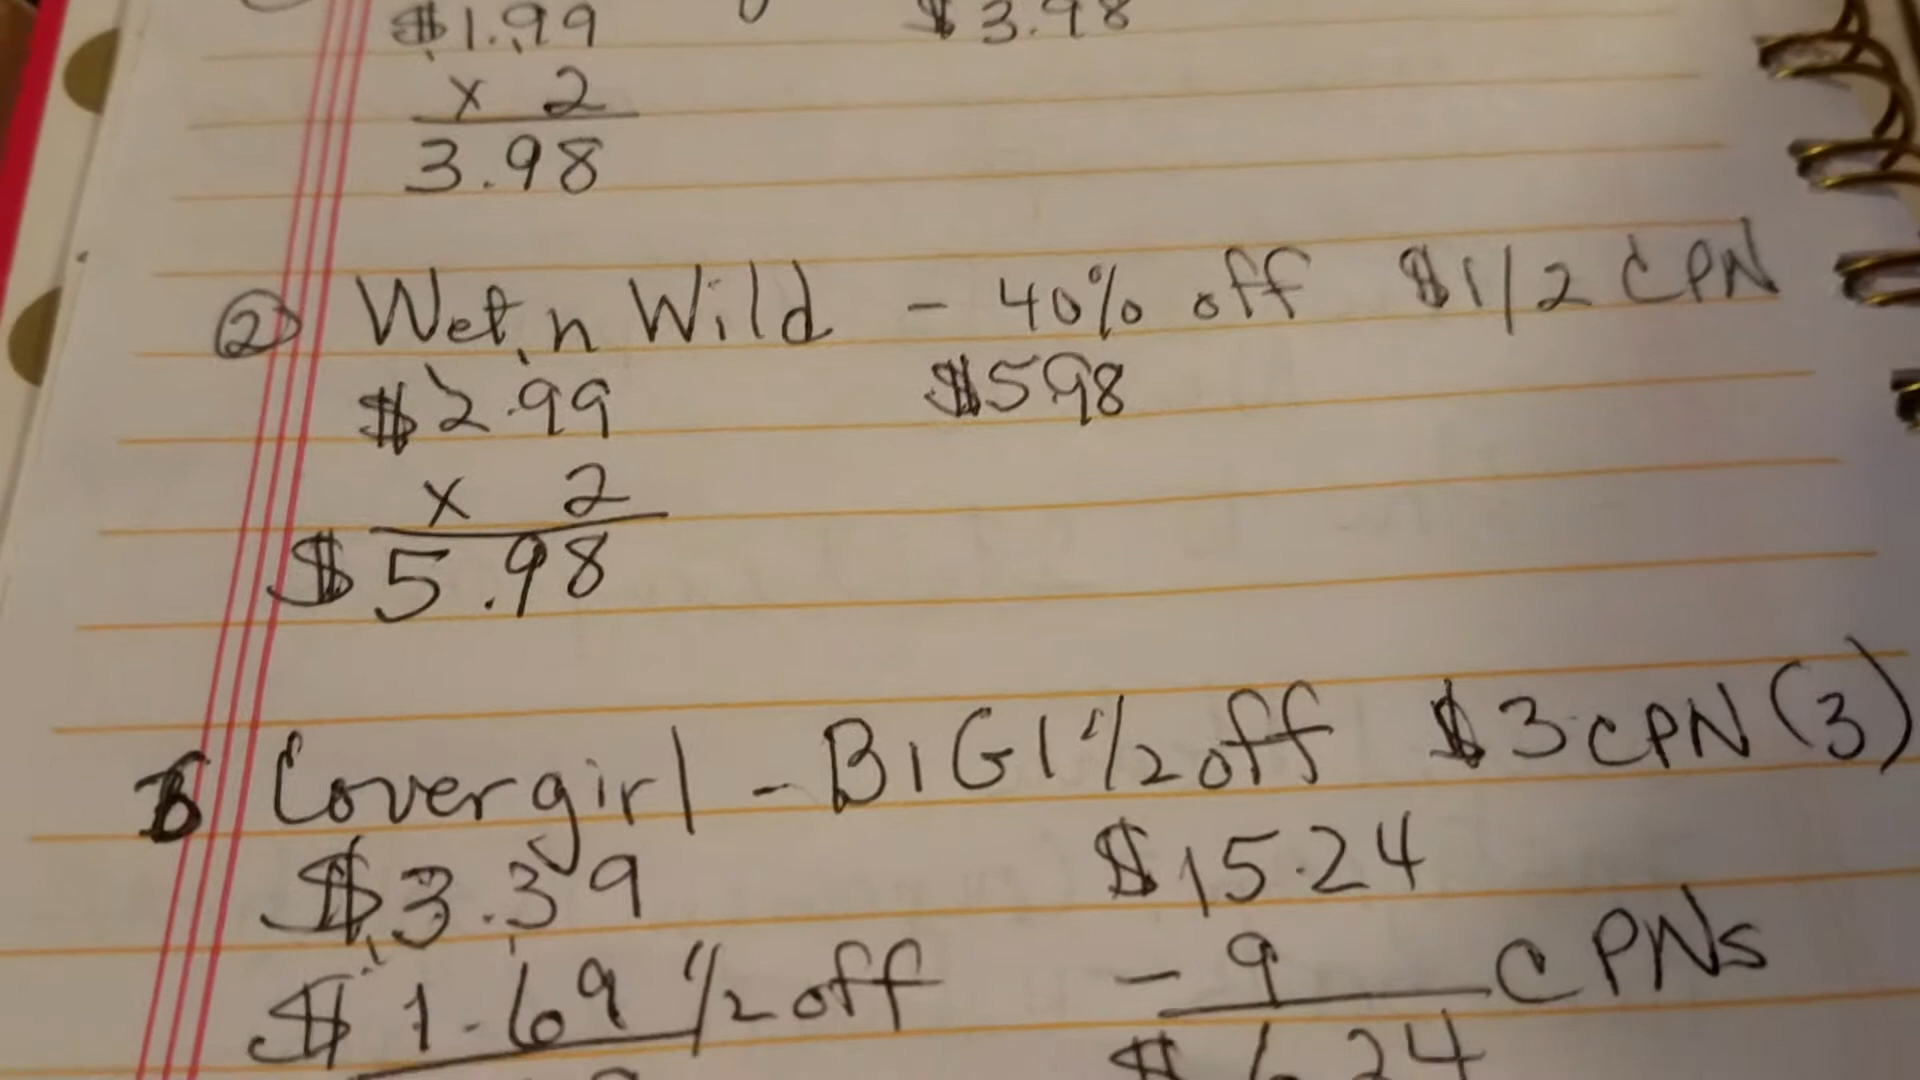 $1.99 $3.98
x 2
3.98
② Wet n Wild - 40% off $1/2 CPN
$2.99 $5.98
x 2
$5.98
Covergirl - B1G1 1/2 off $3 CPN (3)
$3.39 $15.24
$1.69 1/2 off - 9 CPNs
$6.24